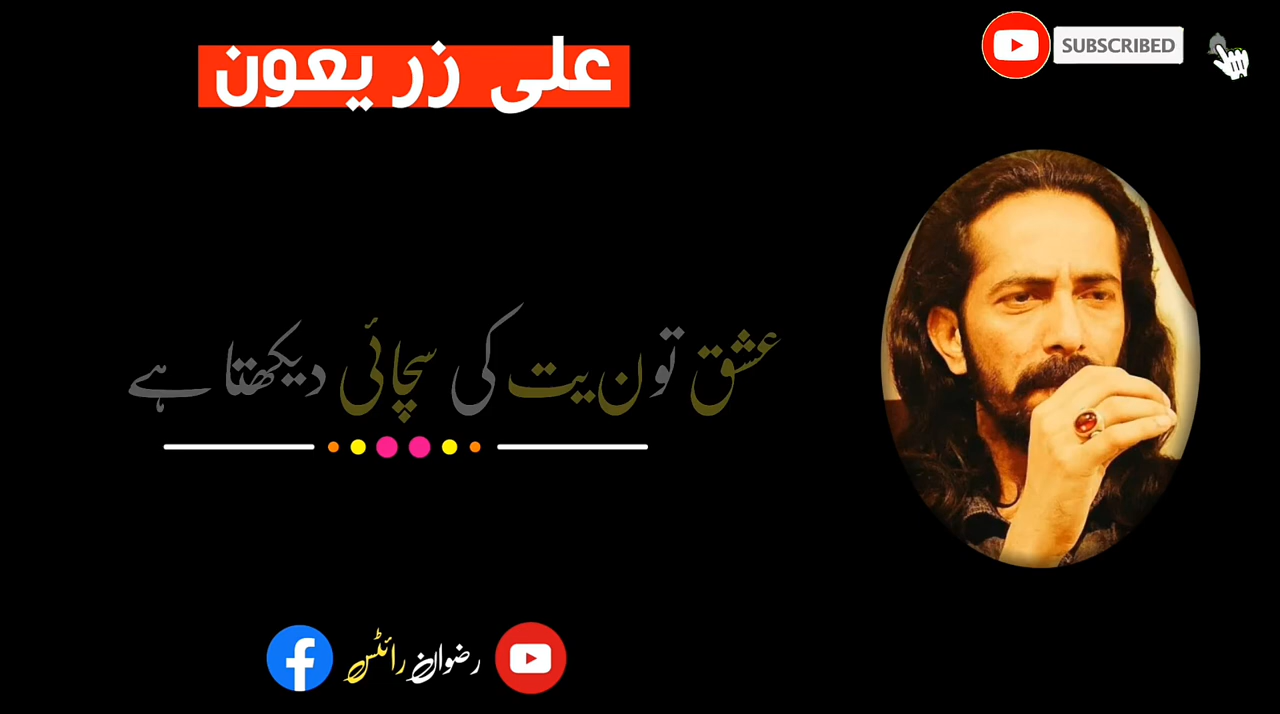 علی زریعون
SUBSCRIBED
عشق تو نیت کی سچائی دیکھتا ہے
رضوان رائٹس